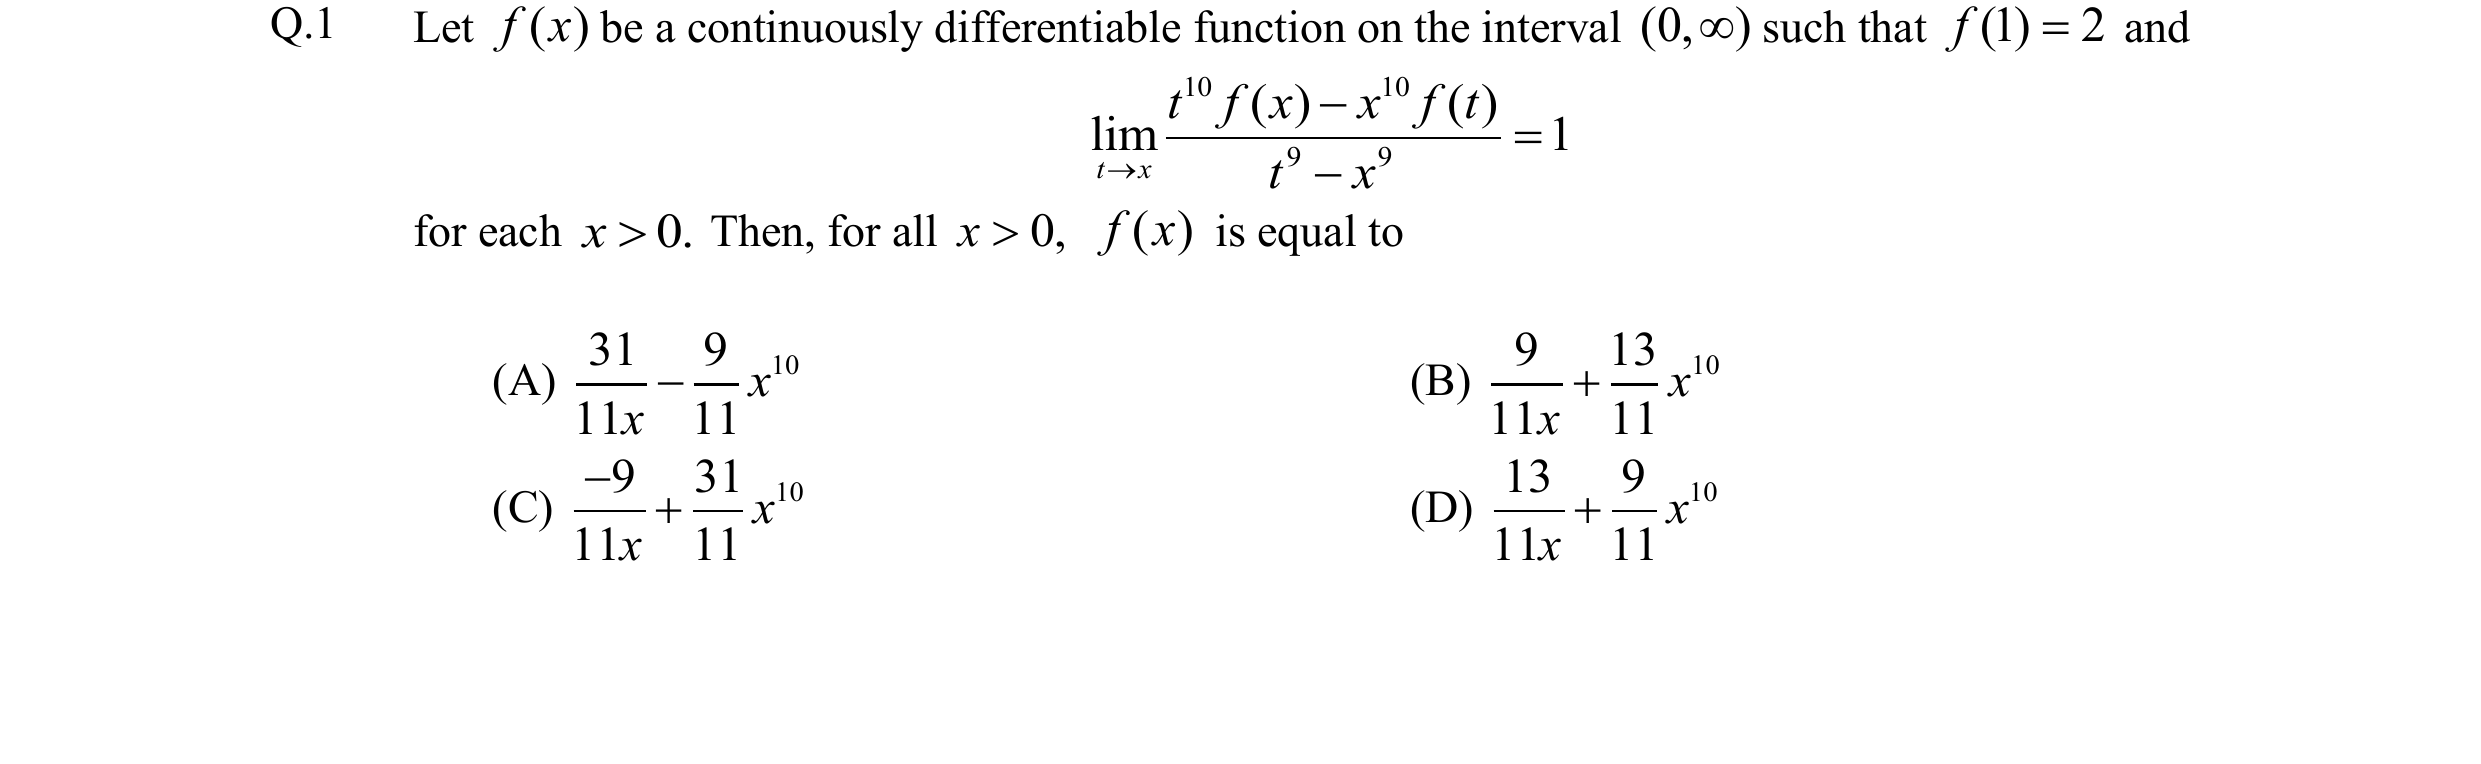 Q.1 Let f(x) be a continuously differentiable function on the interval (0,∞) such that f(1) = 2 and
lim_{t→x} \frac{t^{10} f(x) − x^{10} f(t)}{t^9 − x^9} = 1
for each x > 0. Then, for all x > 0, f(x) is equal to
(A) \frac{31}{11x} − \frac{9}{11} x^{10} (B) \frac{9}{11x} + \frac{13}{11} x^{10}
(C) \frac{−9}{11x} + \frac{31}{11} x^{10} (D) \frac{13}{11x} + \frac{9}{11} x^{10}